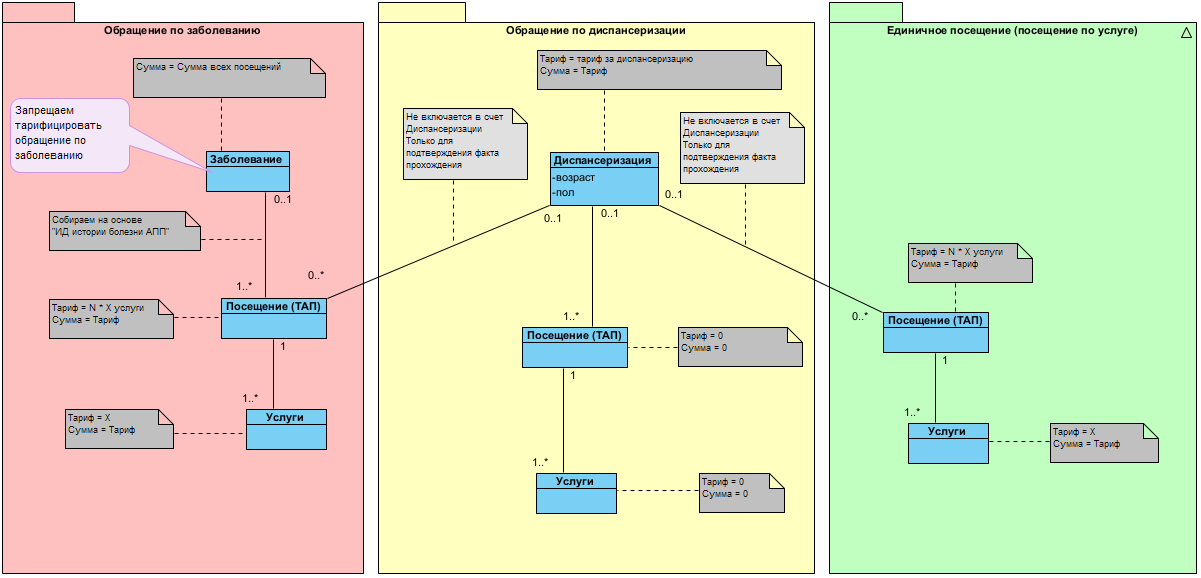 Обращение по заболеванию
Сумма = Сумма всех посещений
Запрещаем
тарифицировать
обращение по
заболеванию
Заболевание
0..1
Собираем на основе
"ИД истории болезни АПП"
0..*
1..*
Тариф = N * X услуги
Сумма = Тариф
Посещение (ТАП)
1
1..*
Тариф = X
Сумма = Тариф
Услуги
Обращение по диспансеризации
Тариф = тариф за диспансеризацию
Сумма = Тариф
Не включается в счет
Диспансеризации
Только для
подтверждения факта
прохождения
Не включается в счет
Диспансеризации
Только для
подтверждения факта
прохождения
Диспансеризация
-возраст
-пол
0..1
0..1
0..1
1..*
Посещение (ТАП)
Тариф = 0
Сумма = 0
1
1..*
Услуги
Тариф = 0
Сумма = 0
Единичное посещение (посещение по услуге)
Тариф = N * X услуги
Сумма = Тариф
0..*
Посещение (ТАП)
1
1..*
Услуги
Тариф = X
Сумма = Тариф